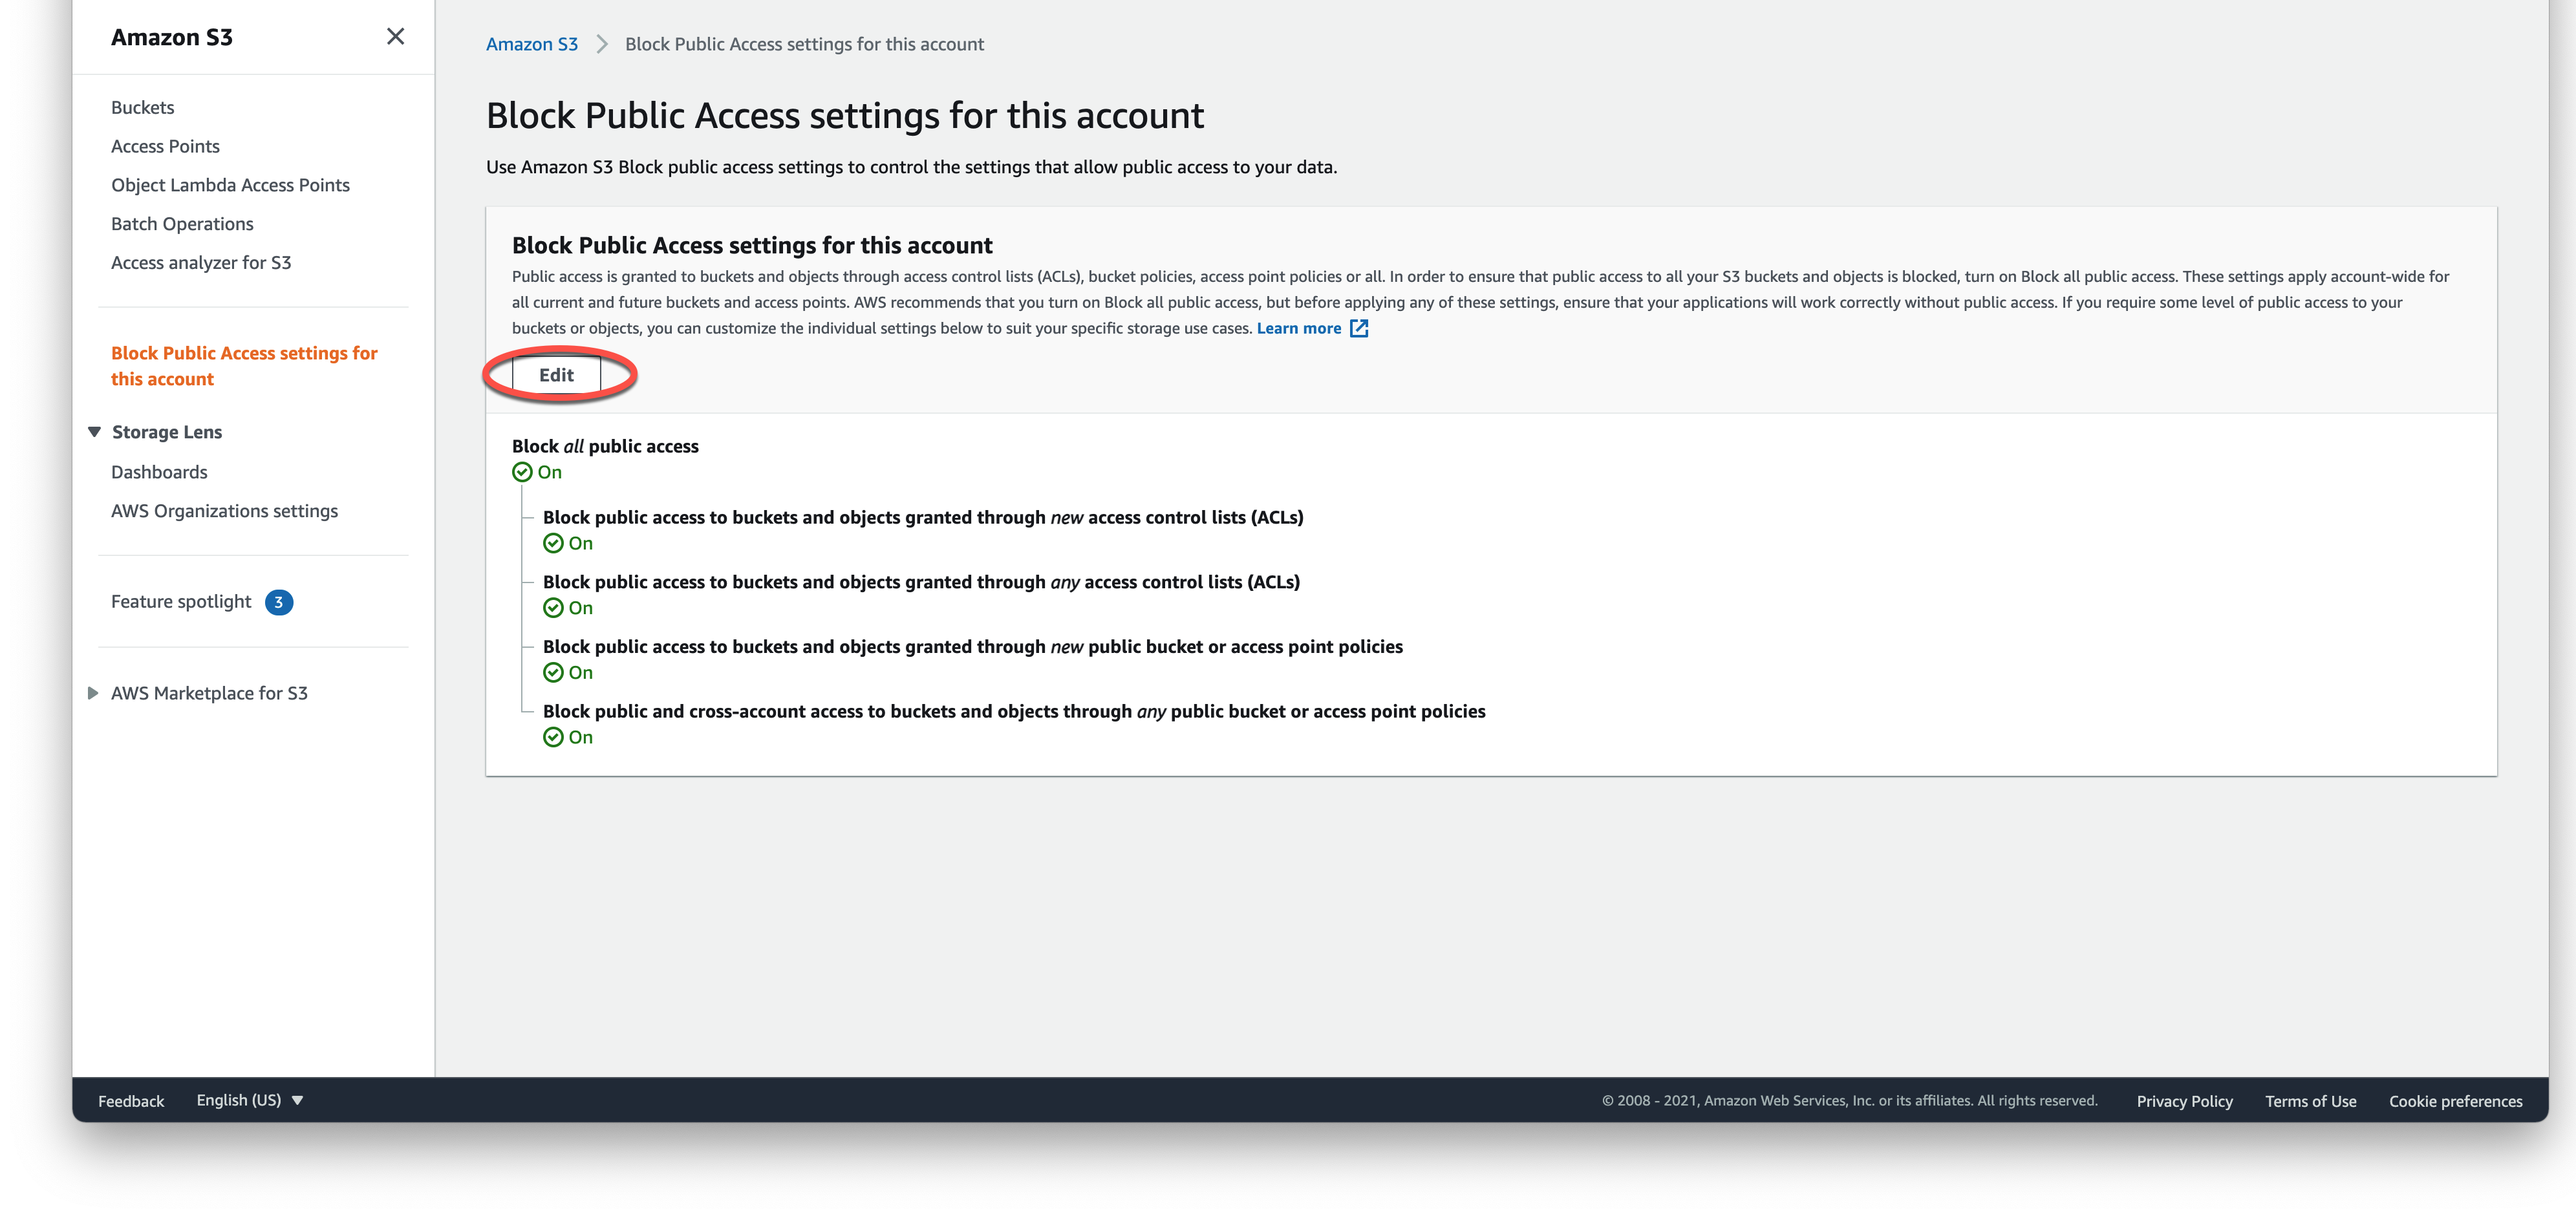 Amazon S3
Buckets
Access Points
Object Lambda Access Points
Batch Operations
Access analyzer for S3
Block Public Access settings for
this account
Storage Lens
Dashboards
AWS Organizations settings
Feature spotlight 3
AWS Marketplace for S3
Amazon S3 > Block Public Access settings for this account
Block Public Access settings for this account
Use Amazon S3 Block public access settings to control the settings that allow public access to your data.
Block Public Access settings for this account
Public access is granted to buckets and objects through access control lists (ACLs), bucket policies, access point policies or all. In order to ensure that public access to all your S3 buckets and objects is blocked, turn on Block all public access. These settings apply account-wide for
all current and future buckets and access points. AWS recommends that you turn on Block all public access, but before applying any of these settings, ensure that your applications will work correctly without public access. If you require some level of public access to your
buckets or objects, you can customize the individual settings below to suit your specific storage use cases. Learn more
Edit
Block all public access
On
Block public access to buckets and objects granted through new access control lists (ACLs)
On
Block public access to buckets and objects granted through any access control lists (ACLs)
On
Block public access to buckets and objects granted through new public bucket or access point policies
On
Block public and cross-account access to buckets and objects through any public bucket or access point policies
On
Feedback English (US) © 2008 - 2021, Amazon Web Services, Inc. or its affiliates. All rights reserved. Privacy Policy Terms of Use Cookie preferences